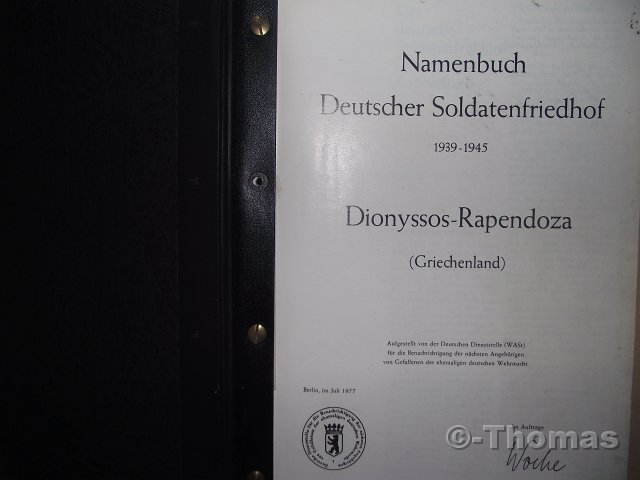 Namenbuch
Deutscher Soldatenfriedhof
1939-1945
Dionyssos-Rapendoza
(Griechenland)
Aufgestellt von der Deutschen Dienststelle (WASt)
für die Benachrichtigung der nächsten Angehörigen
von Gefallenen der ehemaligen deutschen Wehrmacht
Berlin, im Juli 1977
Im Auftrage
Woche
©-Thomas